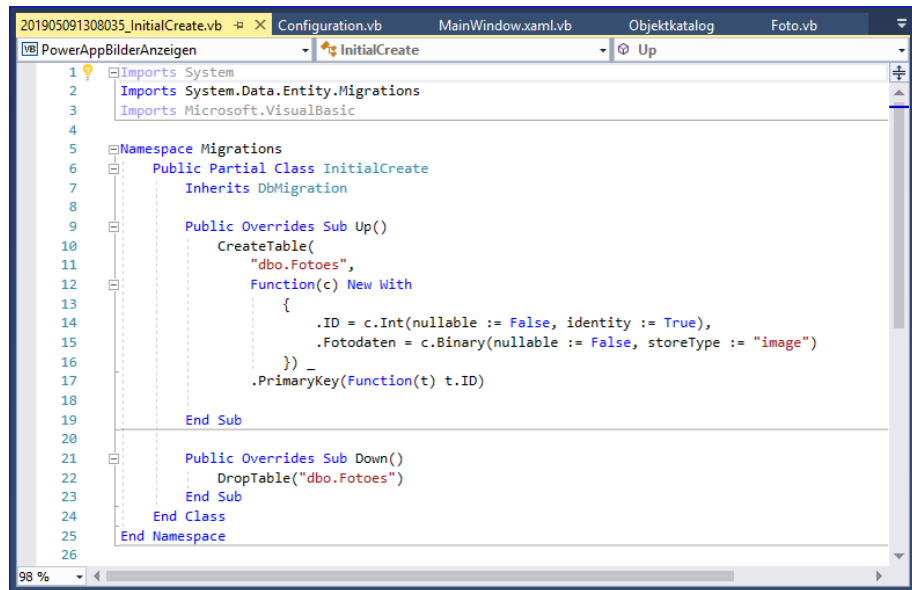 201905091308035_InitialCreate.vb Configuration.vb MainWindow.xaml.vb Objektkatalog Foto.vb
VB PowerAppBilderAnzeigen InitialCreate Up
1 Imports System
2 Imports System.Data.Entity.Migrations
3 Imports Microsoft.VisualBasic
4
5 Namespace Migrations
6 Public Partial Class InitialCreate
7 Inherits DbMigration
8
9 Public Overrides Sub Up()
10 CreateTable(
11 "dbo.Fotoes",
12 Function(c) New With
13 {
14 .ID = c.Int(nullable := False, identity := True),
15 .Fotodaten = c.Binary(nullable := False, storeType := "image")
16 }) _
17 .PrimaryKey(Function(t) t.ID)
18
19 End Sub
20
21 Public Overrides Sub Down()
22 DropTable("dbo.Fotoes")
23 End Sub
24 End Class
25 End Namespace
26
98 %